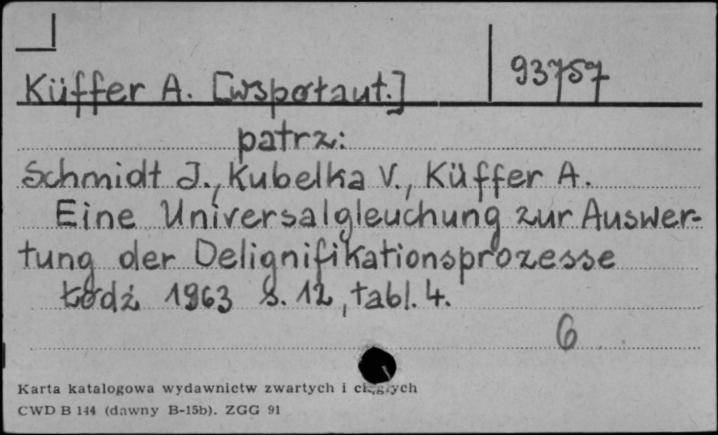 Küffer A. [współaut.] 93757
patrz:
Schmidt J., Kubelka V., Küffer A.
Eine Universalgleuchung zur Auswer-
tung der Delignifikationsprozesse
Łódź 1963 s. 12, tabl. 4.
6
Karta katalogowa wydawnictw zwartych i ciągłych
CWD B 144 (dawny B-15b). ZGG 91